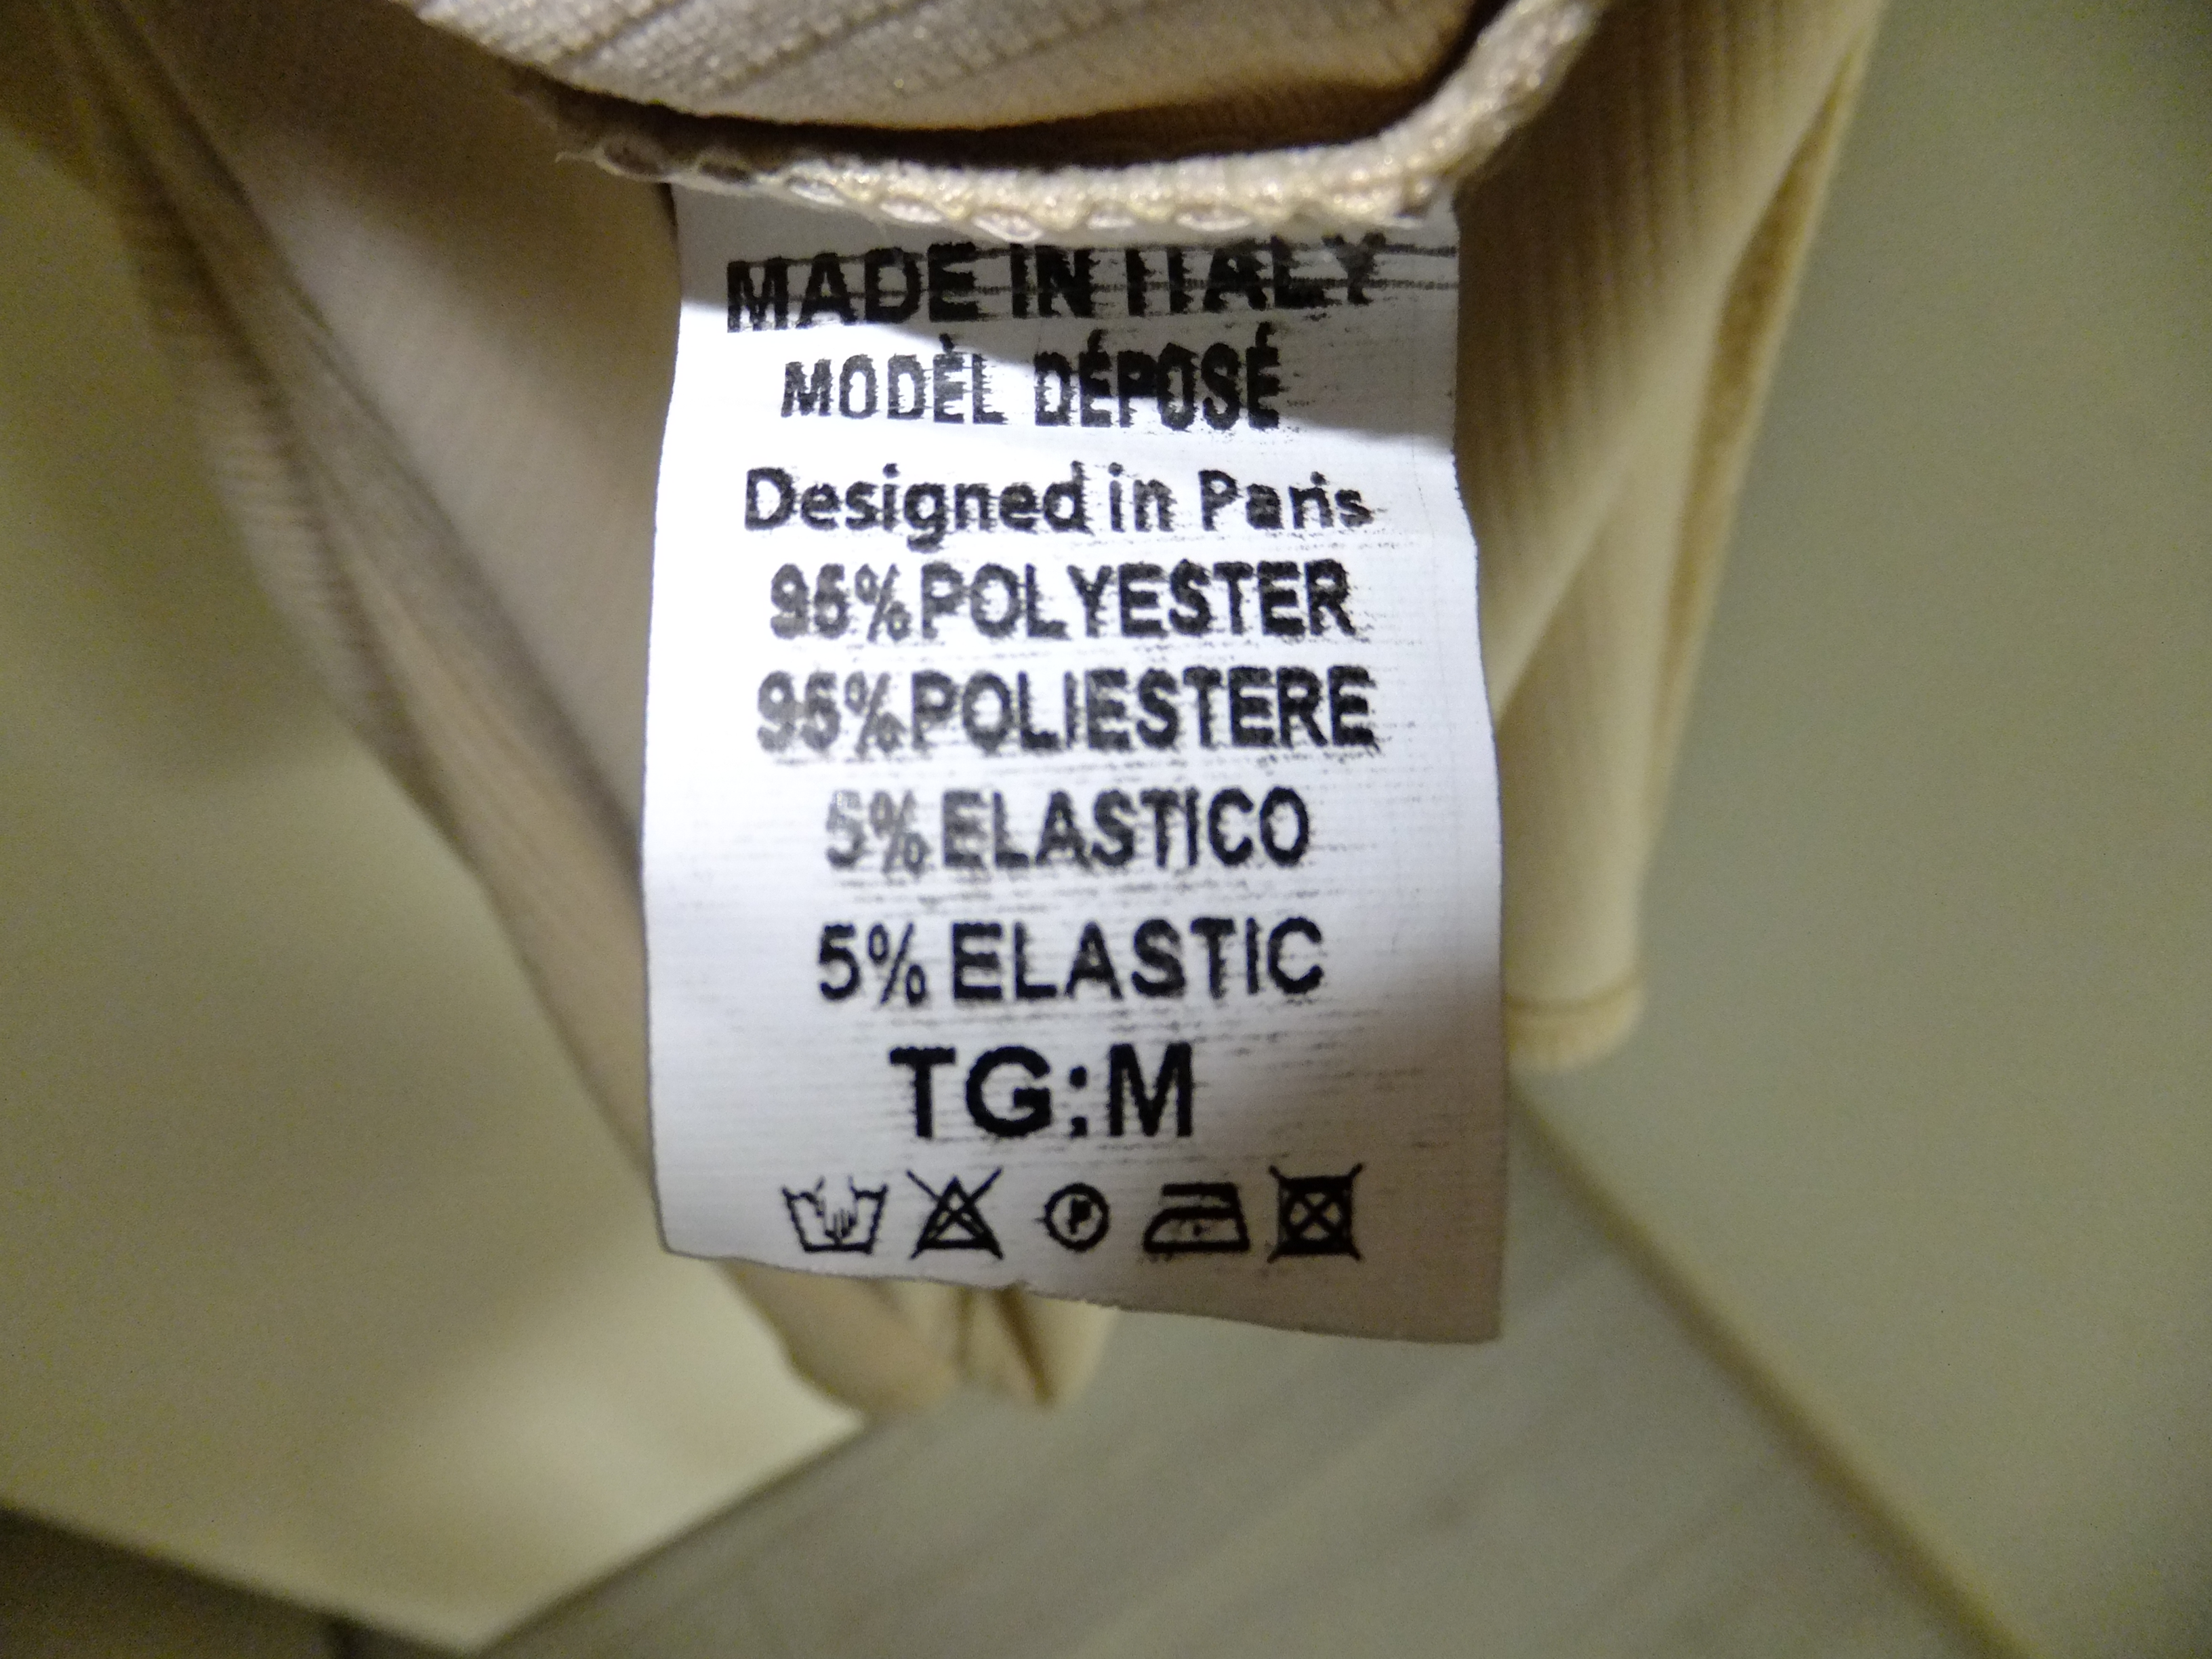 MADE IN ITALY
MODÈL DÉPOSÉ
Designed in Paris
95% POLYESTER
95% POLIESTERE
5% ELASTICO
5% ELASTIC
TG:M
P